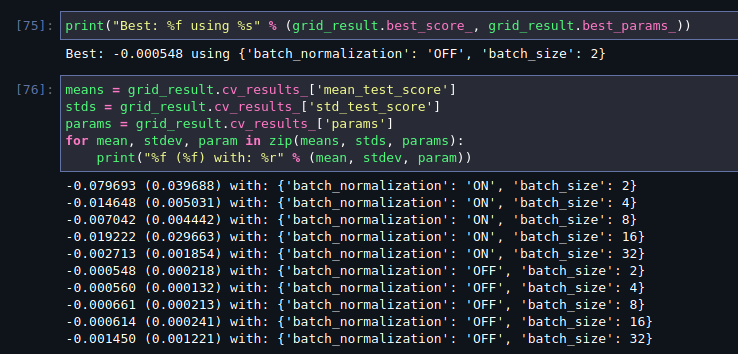 [75]: print("Best: %f using %s" % (grid_result.best_score_, grid_result.best_params_))
Best: -0.000548 using {'batch_normalization': 'OFF', 'batch_size': 2}
[76]: means = grid_result.cv_results_['mean_test_score']
stds = grid_result.cv_results_['std_test_score']
params = grid_result.cv_results_['params']
for mean, stdev, param in zip(means, stds, params):
    print("%f (%f) with: %r" % (mean, stdev, param))
-0.079693 (0.039688) with: {'batch_normalization': 'ON', 'batch_size': 2}
-0.014648 (0.005031) with: {'batch_normalization': 'ON', 'batch_size': 4}
-0.007042 (0.004442) with: {'batch_normalization': 'ON', 'batch_size': 8}
-0.019222 (0.029663) with: {'batch_normalization': 'ON', 'batch_size': 16}
-0.002713 (0.001854) with: {'batch_normalization': 'ON', 'batch_size': 32}
-0.000548 (0.000218) with: {'batch_normalization': 'OFF', 'batch_size': 2}
-0.000560 (0.000132) with: {'batch_normalization': 'OFF', 'batch_size': 4}
-0.000661 (0.000213) with: {'batch_normalization': 'OFF', 'batch_size': 8}
-0.000614 (0.000241) with: {'batch_normalization': 'OFF', 'batch_size': 16}
-0.001450 (0.001221) with: {'batch_normalization': 'OFF', 'batch_size': 32}